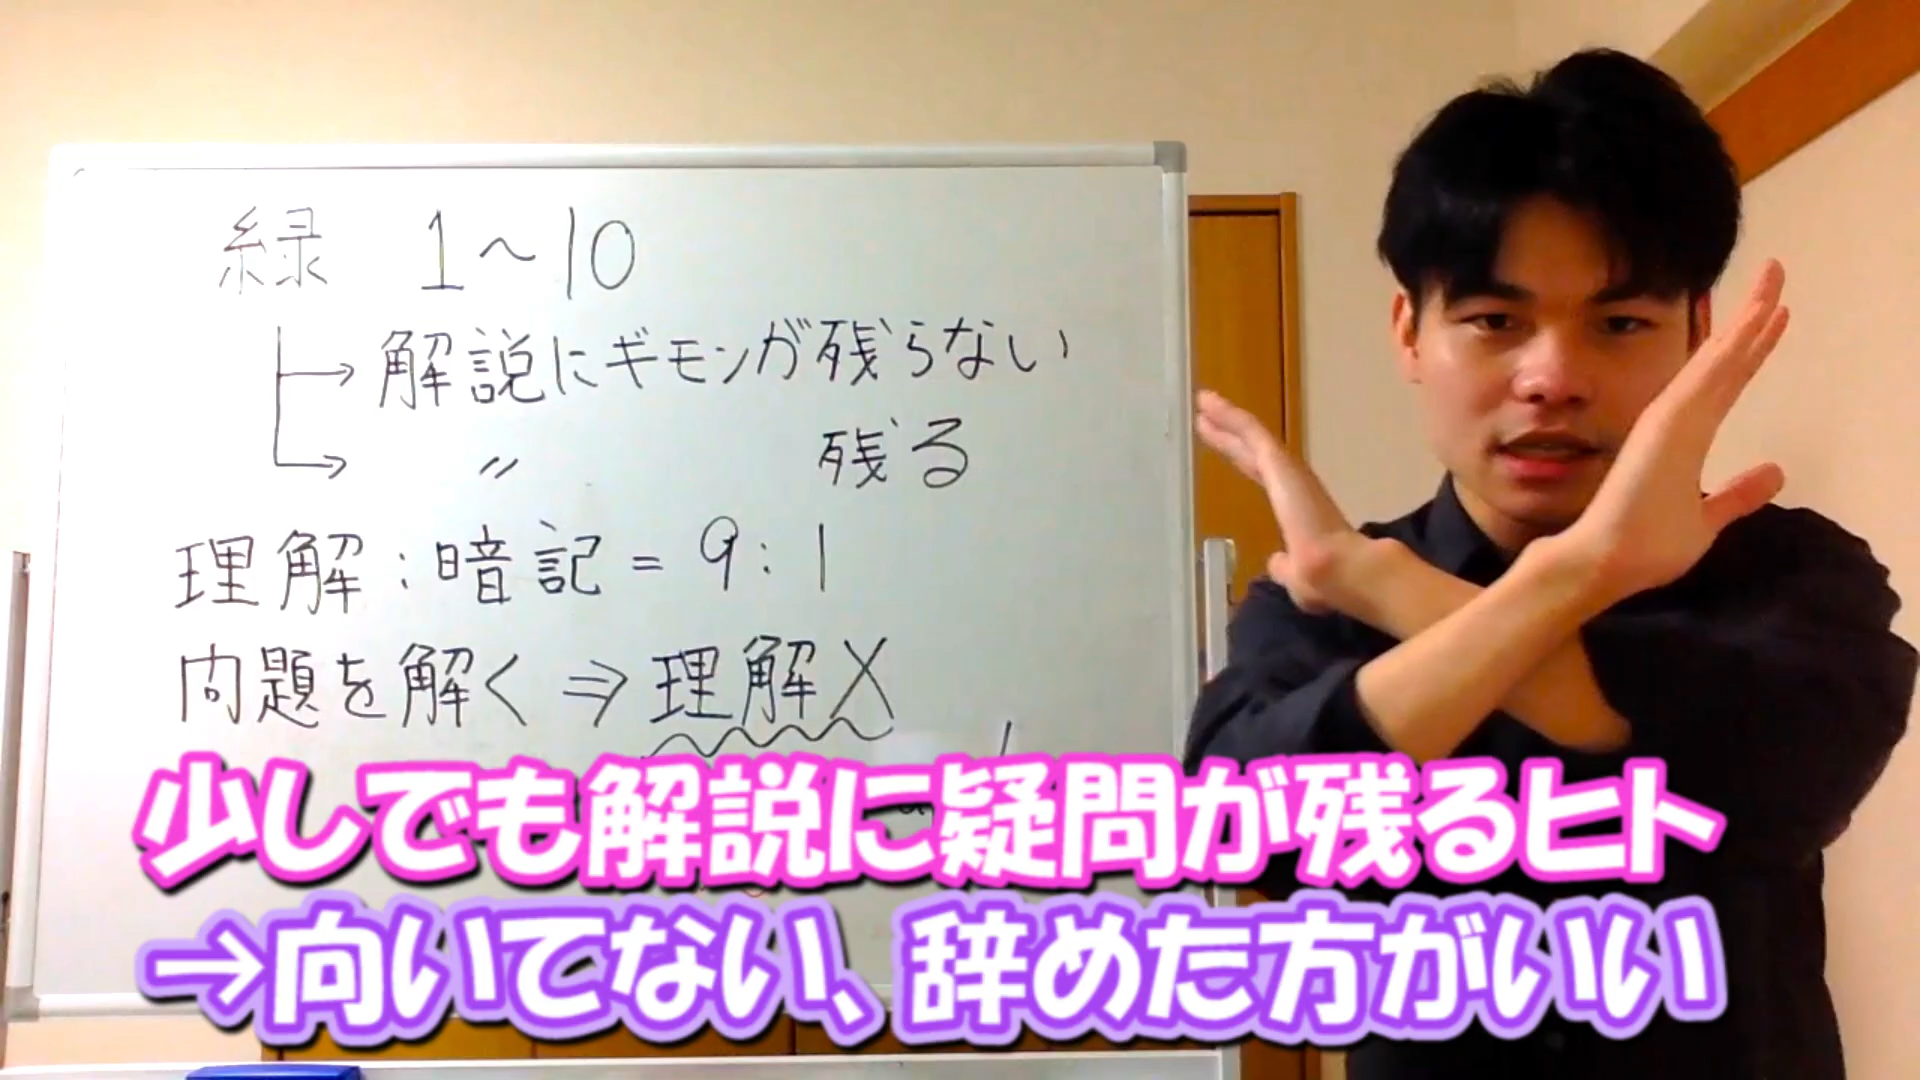 緑 1~10
→解説にギモンが残らない
→ 〃 残る
理解:暗記=9:1
問題を解く⇒理解X
少しでも解説に疑問が残るヒト
→向いてない、辞めた方がいい